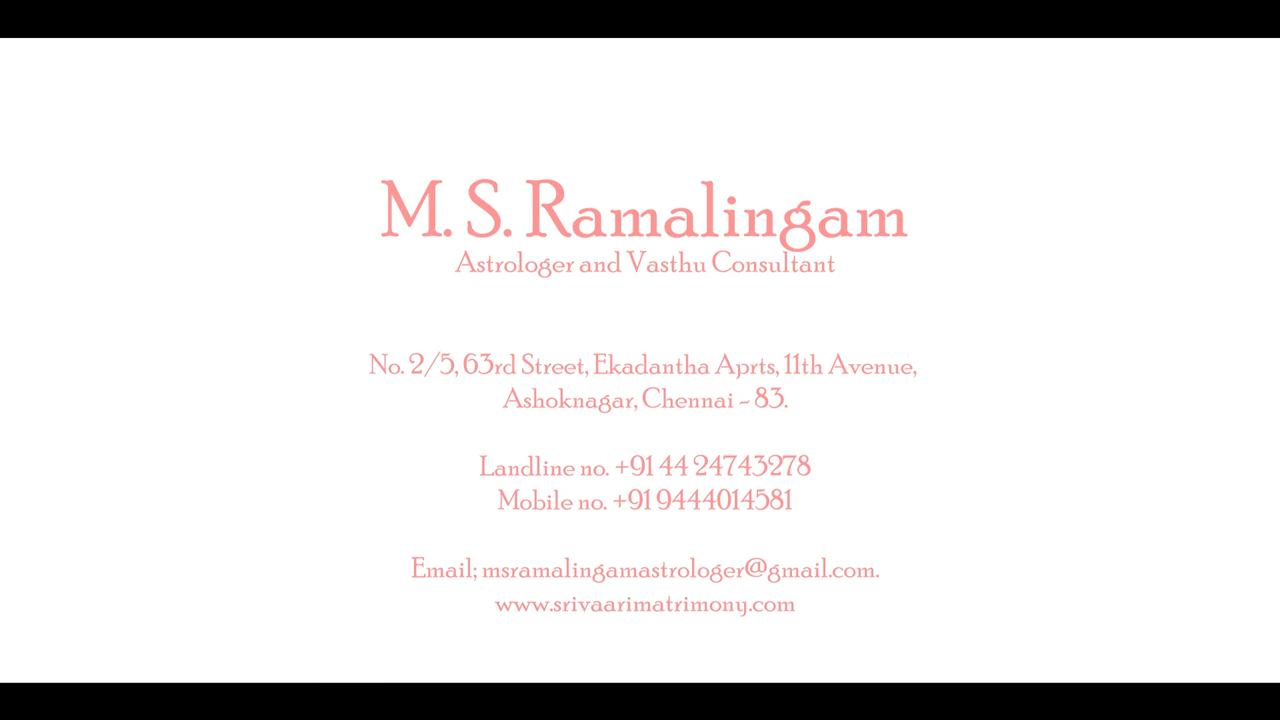 M. S. Ramalingam
Astrologer and Vasthu Consultant
No. 2/5, 63rd Street, Ekadantha Aprts, 11th Avenue,
Ashoknagar, Chennai - 83.
Landline no. +91 44 24743278
Mobile no. +91 9444014581
Email; msramalingamastrologer@gmail.com.
www.srivaarimatrimony.com